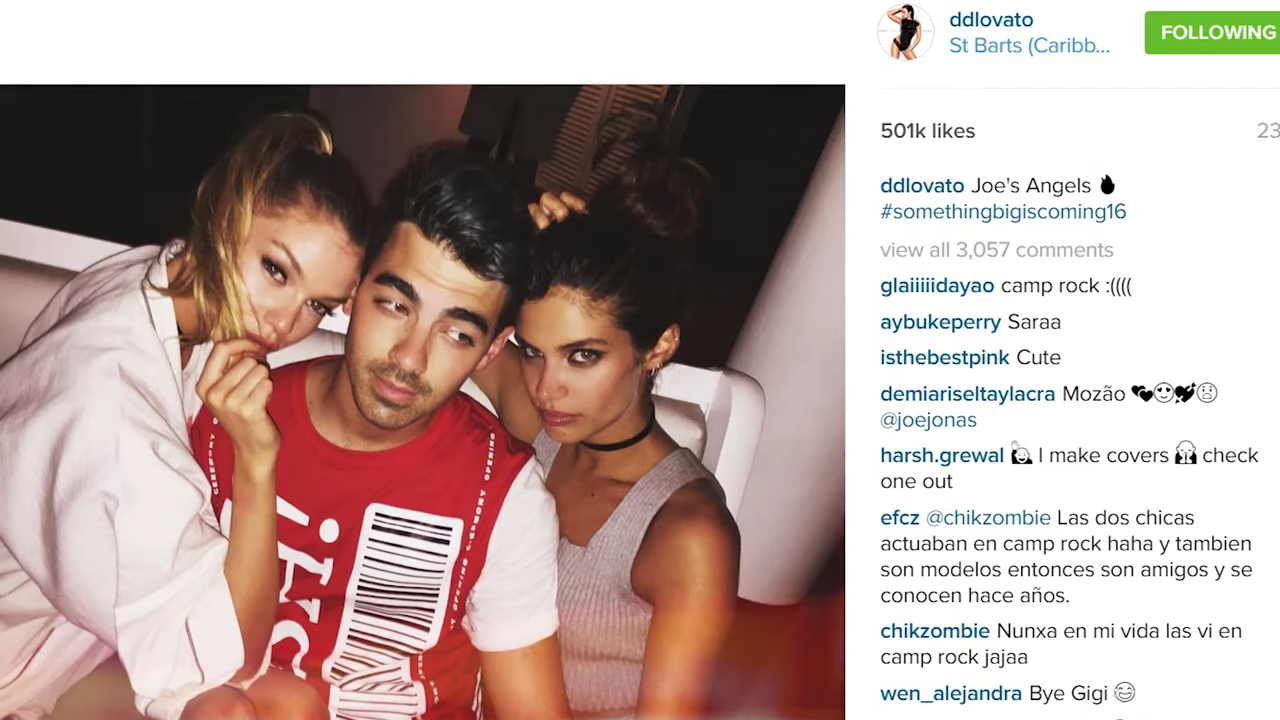 ddlovato
St Barts (Caribb...
FOLLOWING
501k likes
23
ddlovato Joe's Angels 🔥
#somethingbigiscoming16
view all 3,057 comments
glaiiiiidayao camp rock :((((
aybukeperry Saraa
isthebestpink Cute
demiariseltaylacra Mozão
@joejonas
harsh.grewal I make covers check
one out
efcz @chikzombie Las dos chicas
actuaban en camp rock haha y tambien
son modelos entonces son amigos y se
conocen hace años.
chikzombie Nunxa en mi vida las vi en
camp rock jajaa
wen_alejandra Bye Gigi 😂
OPENING CEREMONY